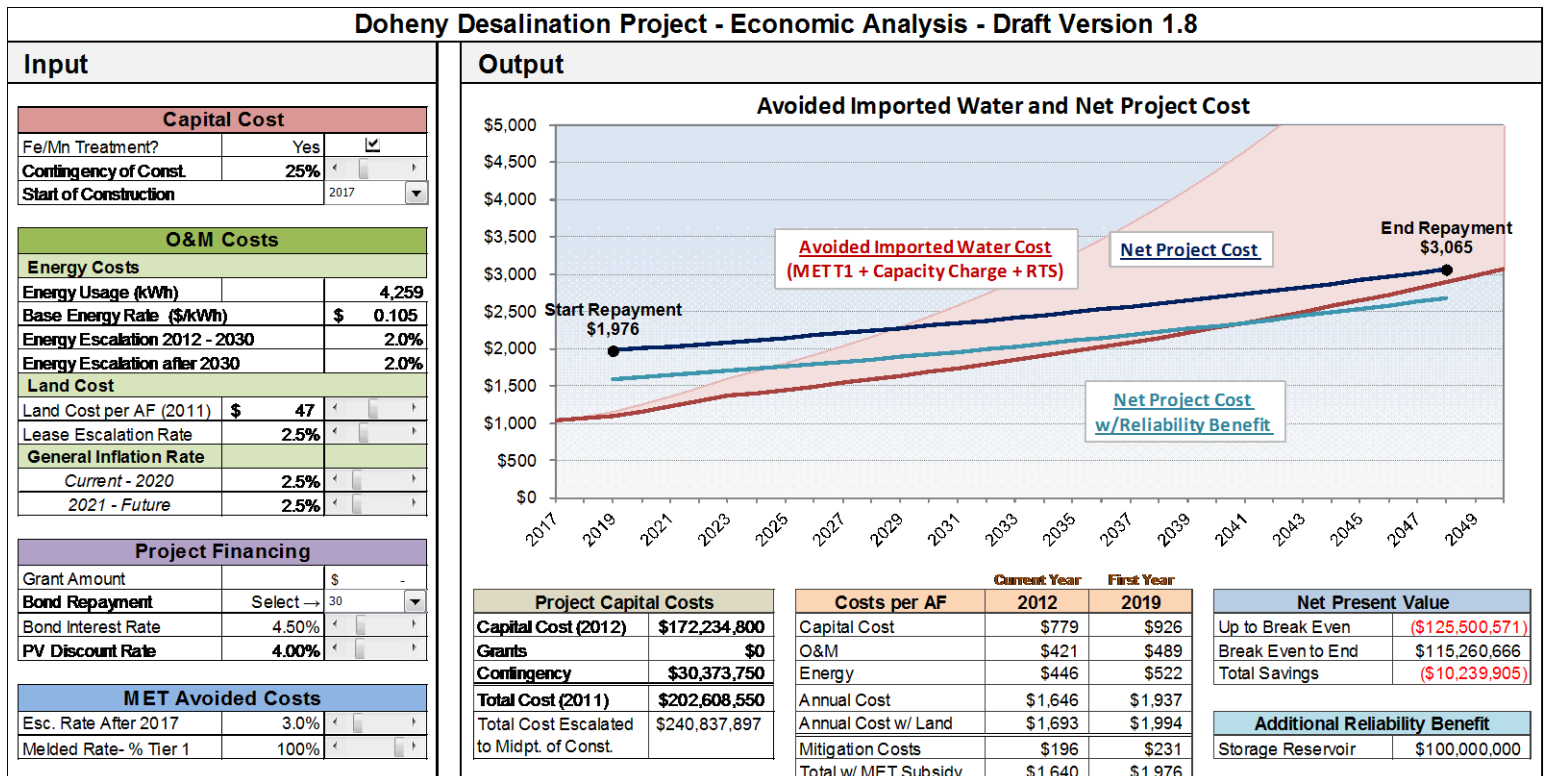 Doheny Desalination Project - Economic Analysis - Draft Version 1.8
Input
Capital Cost
Fe/Mn Treatment? Yes
Contingency of Const. 25%
Start of Construction 2017
O&M Costs
Energy Costs
Energy Usage (kWh) 4,259
Base Energy Rate ($/kWh) $ 0.105
Energy Escalation 2012 - 2030 2.0%
Energy Escalation after 2030 2.0%
Land Cost
Land Cost per AF (2011) $ 47
Lease Escalation Rate 2.5%
General Inflation Rate
Current - 2020 2.5%
2021 - Future 2.5%
Project Financing
Grant Amount $ -
Bond Repayment Select → 30
Bond Interest Rate 4.50%
PV Discount Rate 4.00%
MET Avoided Costs
Esc. Rate After 2017 3.0%
Melded Rate- % Tier 1 100%
Output
Avoided Imported Water and Net Project Cost
$5,000
$4,500
$4,000
$3,500
$3,000
$2,500
$2,000
$1,500
$1,000
$500
$0
Avoided Imported Water Cost
(MET T1 + Capacity Charge + RTS)
Net Project Cost
End Repayment
$3,065
Start Repayment
$1,976
Net Project Cost
w/Reliability Benefit
2017 2019 2021 2023 2025 2027 2029 2031 2033 2035 2037 2039 2041 2043 2045 2047 2049
Project Capital Costs
Capital Cost (2012) $172,234,800
Grants $0
Contingency $30,373,750
Total Cost (2011) $202,608,550
Total Cost Escalated $240,837,897
to Midpt. of Const.
Current Year First Year
Costs per AF 2012 2019
Capital Cost $779 $926
O&M $421 $489
Energy $446 $522
Annual Cost $1,646 $1,937
Annual Cost w/ Land $1,693 $1,994
Mitigation Costs $196 $231
Total w/ MET Subsidy $1,640 $1,976
Net Present Value
Up to Break Even ($125,500,571)
Break Even to End $115,260,666
Total Savings ($10,239,905)
Additional Reliability Benefit
Storage Reservoir $100,000,000